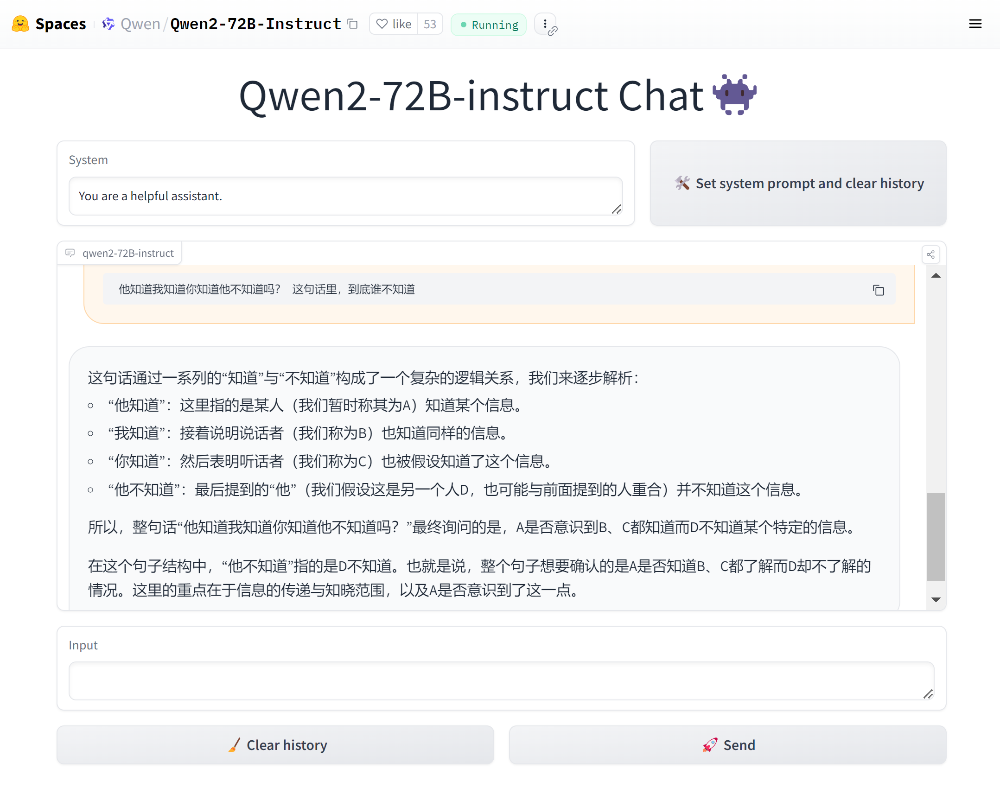 Spaces
Qwen/Qwen2-72B-Instruct
like 53
Running
Qwen2-72B-instruct Chat
System
You are a helpful assistant.
Set system prompt and clear history
qwen2-72B-instruct
他知道我知道你知道他不知道吗？ 这句话里，到底谁不知道
这句话通过一系列的“知道”与“不知道”构成了一个复杂的逻辑关系，我们来逐步解析：
“他知道”：这里指的是某人（我们暂时称其为A）知道某个信息。
“我知道”：接着说明说话者（我们称为B）也知道同样的信息。
“你知道”：然后表明听话者（我们称为C）也被假设知道了这个信息。
“他不知道”：最后提到的“他”（我们假设这是另一个人D，也可能与前面提到的人重合）并不知道这个信息。
所以，整句话“他知道我知道你知道他不知道吗？”最终询问的是，A是否意识到B、C都知道而D不知道某个特定的信息。
在这个句子结构中，“他不知道”指的是D不知道。也就是说，整个句子想要确认的是A是否知道B、C都了解而D却不了解的
情况。这里的重点在于信息的传递与知晓范围，以及A是否意识到了这一点。
Input
Clear history
Send